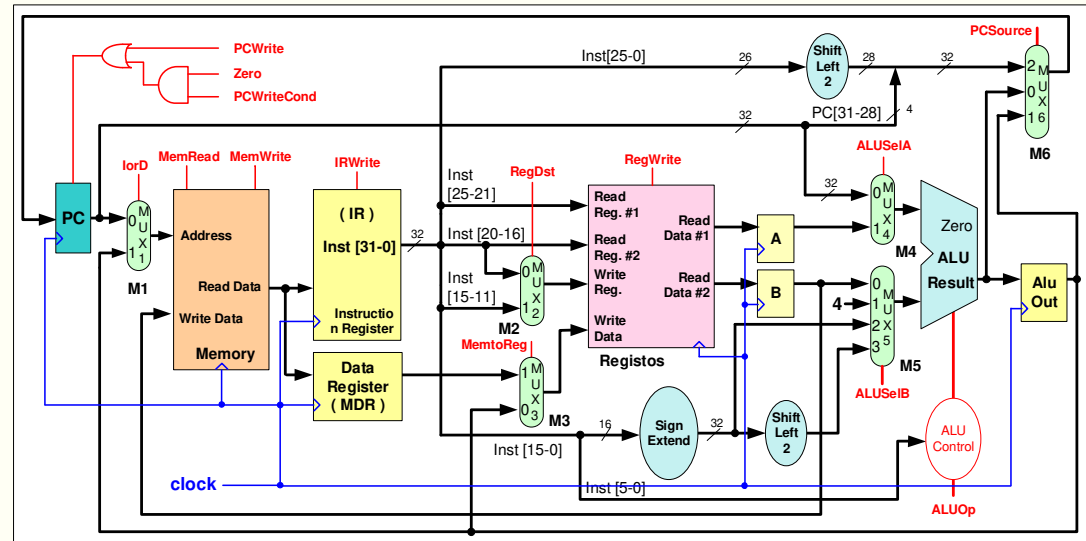 PCWrite
Zero
PCWriteCond
Inst[25-0]
26
Shift
Left
2
28
32
PCSource
2
0
1
M
U
X
6
M6
PC[31-28]
4
32
IorD
MemRead
MemWrite
IRWrite
Inst
[25-21]
RegDst
RegWrite
ALUSelA
32
PC
0
1
M
U
X
1
M1
Address
Read Data
Write Data
Memory
( IR )
Inst [31-0]
Instructio
n Register
32
Inst [20-16]
Inst
[15-11]
0
1
M
U
X
2
M2
Read
Reg. #1
Read
Reg. #2
Write
Reg.
Write
Data
Read
Data #1
Read
Data #2
Registos
A
B
0
1
M
U
X
4
M4
4
0
1
2
3
M
U
X
5
M5
ALUSelB
Zero
ALU
Result
Alu
Out
Data
Register
( MDR )
MemtoReg
1
0
M
U
X
3
M3
Inst [15-0]
16
Sign
Extend
32
Shift
Left
2
ALU
Control
ALUOp
clock
Inst [5-0]